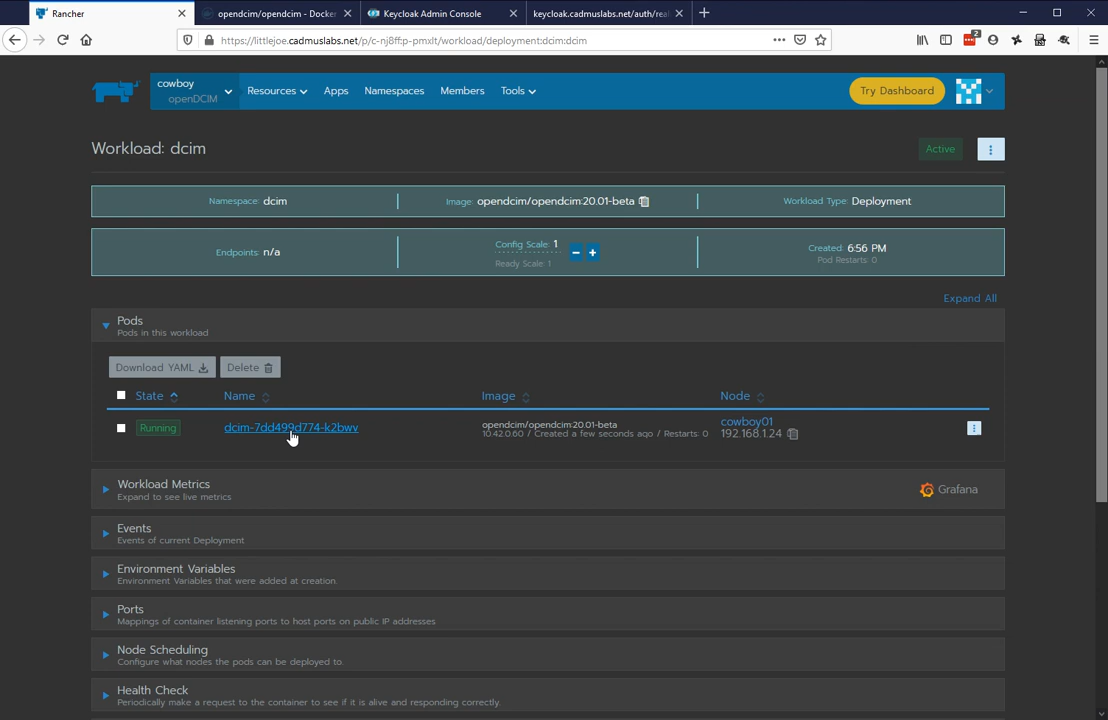 Rancher
opendcim/opendcim - Docker
Keycloak Admin Console
keycloak.cadmuslabs.net/auth/real
https://littlejoe.cadmuslabs.net/p/c-nj8ff:p-pmxlt/workload/deployment:dcim:dcim
2
cowboy
openDCIM
Resources
Apps
Namespaces
Members
Tools
Try Dashboard
Workload: dcim
Active
Namespace: dcim
Image: opendcim/opendcim:20.01-beta
Workload Type: Deployment
Endpoints: n/a
Config Scale: 1
Ready Scale: 1
Created: 6:56 PM
Pod Restarts: 0
Expand All
Pods
Pods in this workload
Download YAML
Delete
State
Name
Image
Node
Running
dcim-7dd499d774-k2bwv
opendcim/opendcim:20.01-beta
10.42.0.60 / Created a few seconds ago / Restarts: 0
cowboy01
192.168.1.24
Workload Metrics
Expand to see live metrics
Grafana
Events
Events of current Deployment
Environment Variables
Environment Variables that were added at creation.
Ports
Mappings of container listening ports to host ports on public IP addresses
Node Scheduling
Configure what nodes the pods can be deployed to.
Health Check
Periodically make a request to the container to see if it is alive and responding correctly.